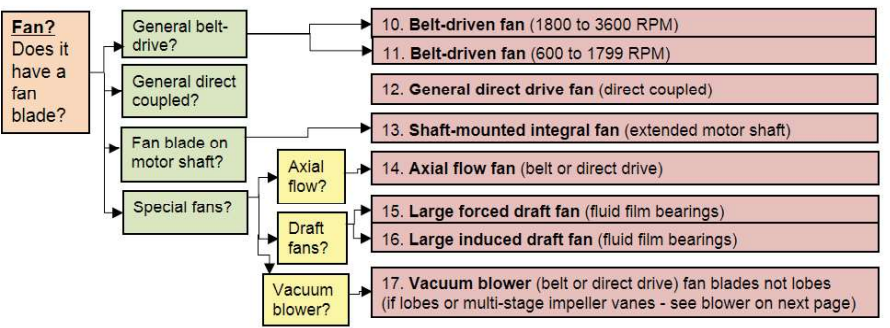 Fan?
Does it
have a
fan
blade?
General belt-
drive?
General direct
coupled?
Fan blade on
motor shaft?
Special fans?
Axial
flow?
Draft
fans?
Vacuum
blower?
10. Belt-driven fan (1800 to 3600 RPM)
11. Belt-driven fan (600 to 1799 RPM)
12. General direct drive fan (direct coupled)
13. Shaft-mounted integral fan (extended motor shaft)
14. Axial flow fan (belt or direct drive)
15. Large forced draft fan (fluid film bearings)
16. Large induced draft fan (fluid film bearings)
17. Vacuum blower (belt or direct drive) fan blades not lobes
(if lobes or multi-stage impeller vanes - see blower on next page)